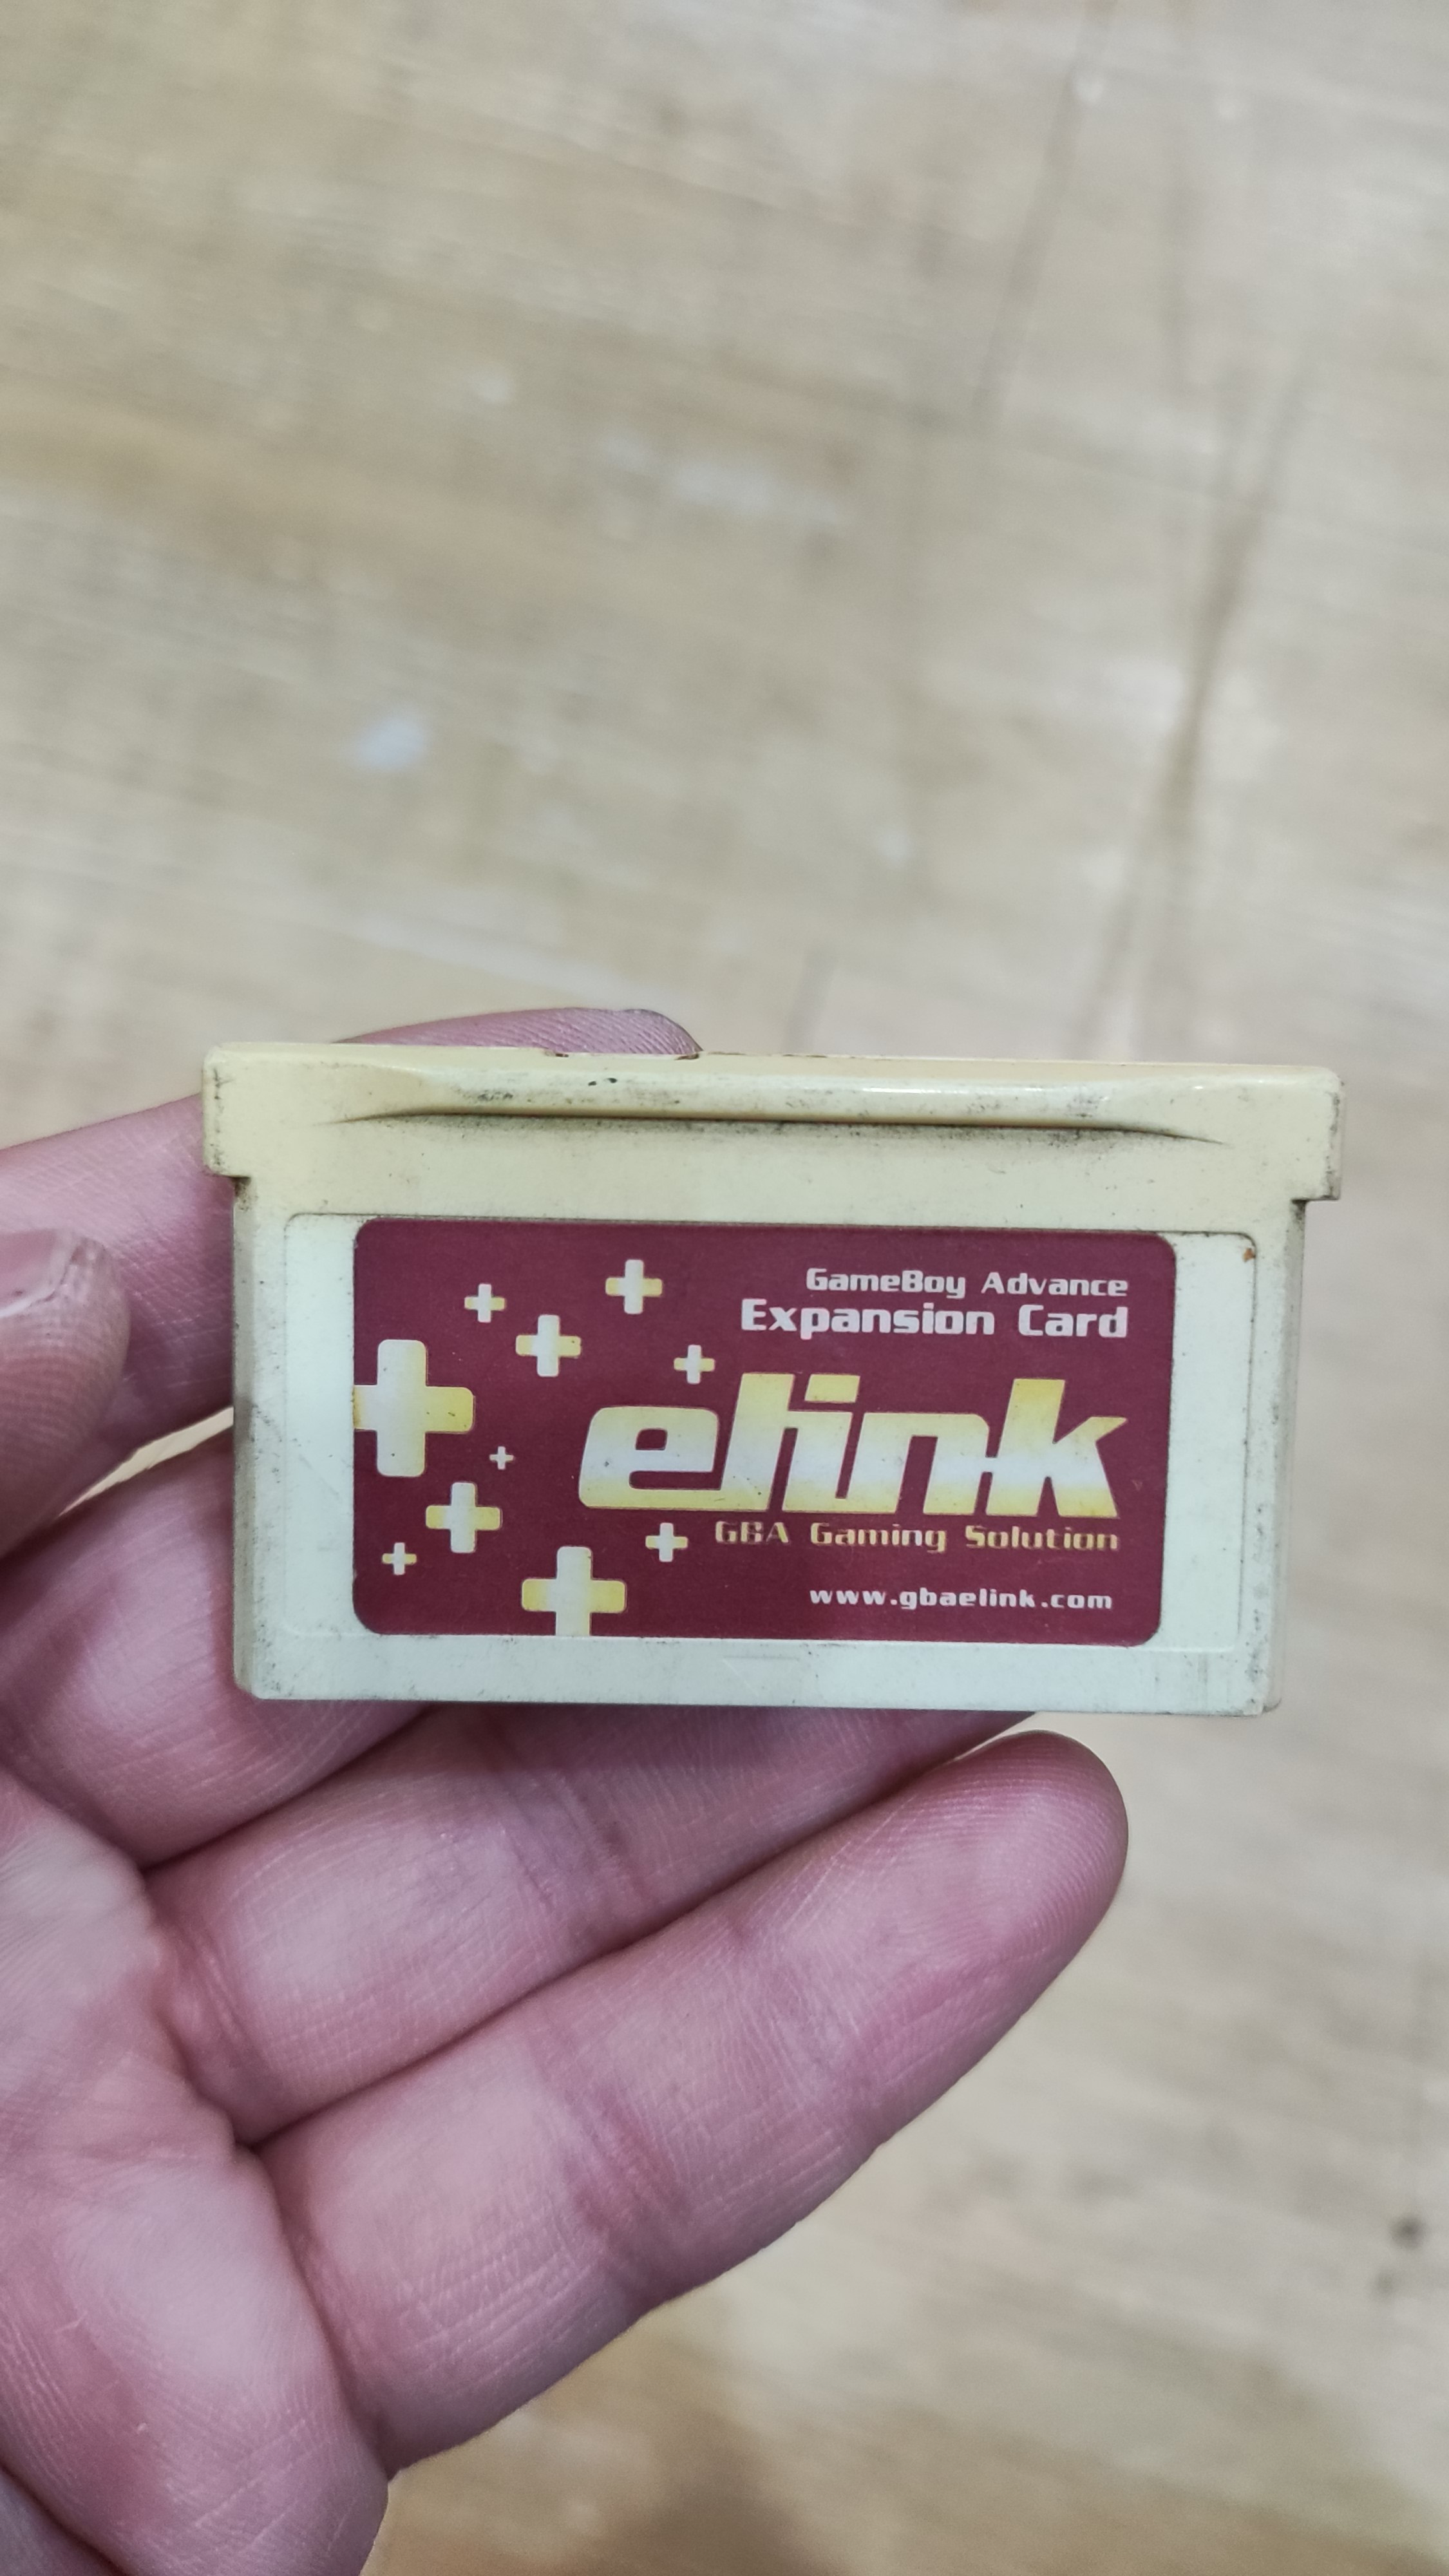 GameBoy Advance
Expansion Card
elink
GBA Gaming Solution
www.gbaelink.com